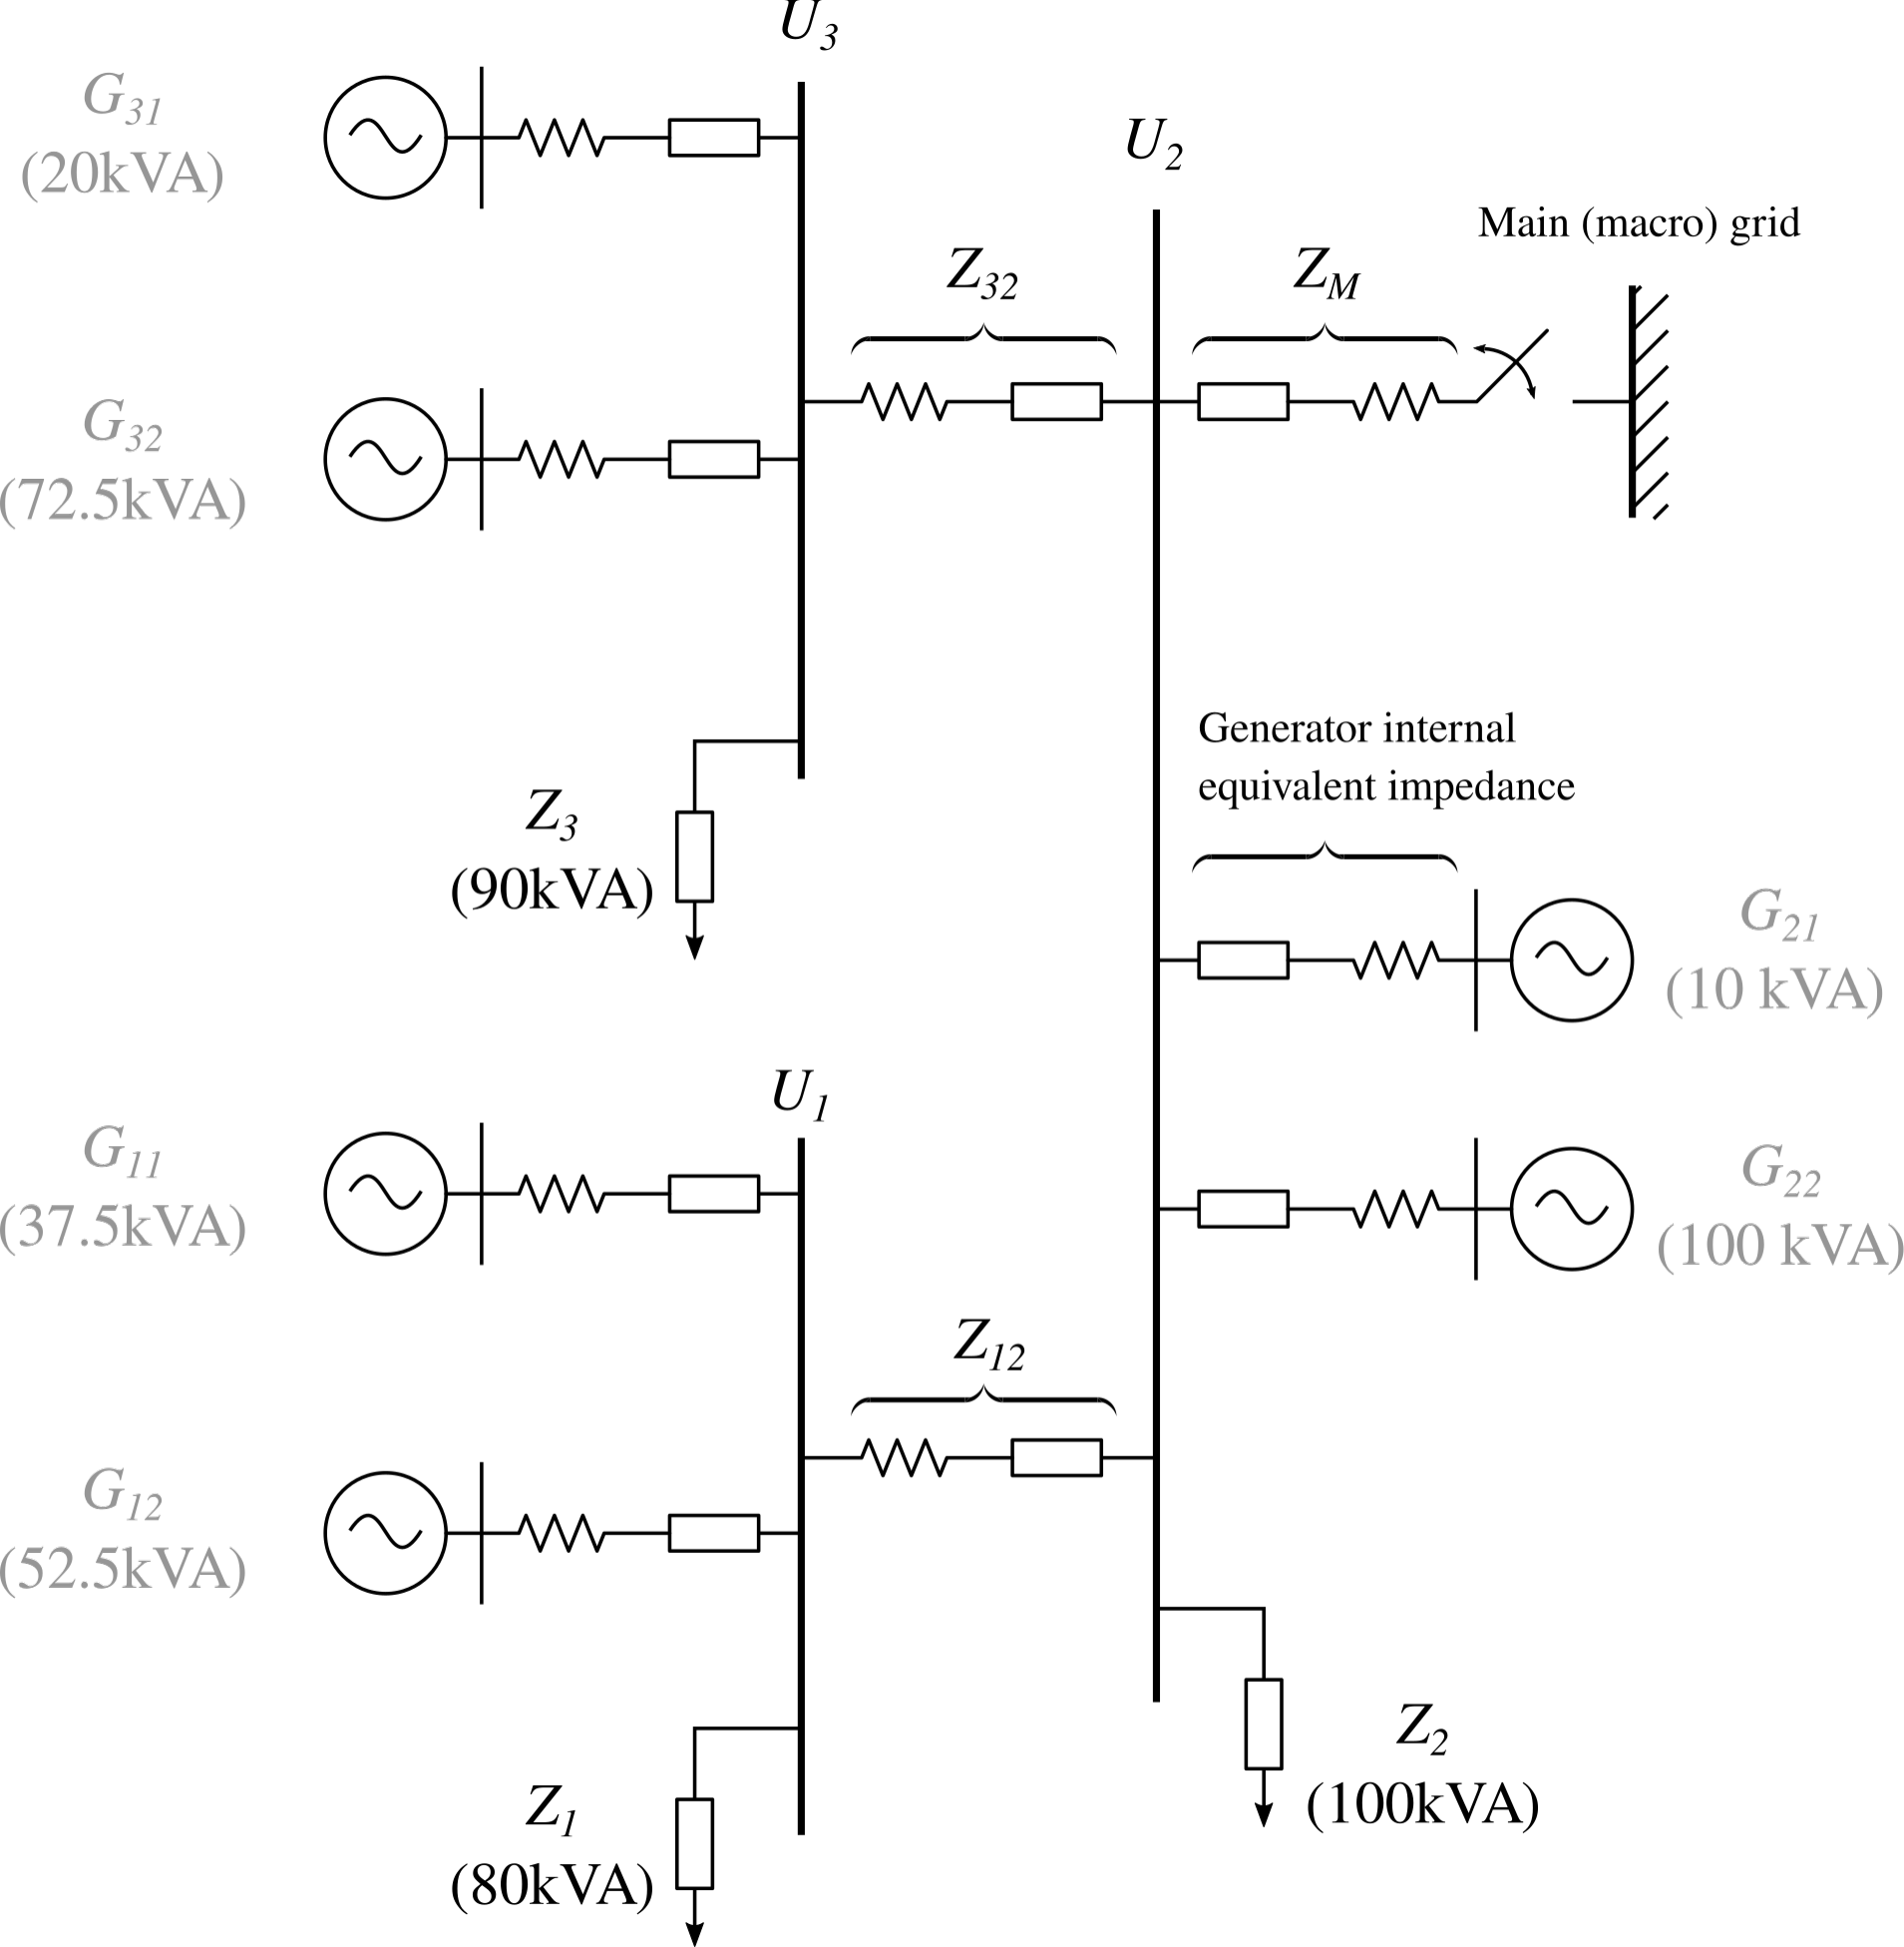 U3
G31
(20kVA)
U2
Main (macro) grid
Z32
ZM
G32
(72.5kVA)
Generator internal
equivalent impedance
Z3
(90kVA)
G21
(10 kVA)
U1
G11
(37.5kVA)
G22
(100 kVA)
Z12
G12
(52.5kVA)
Z2
(100kVA)
Z1
(80kVA)